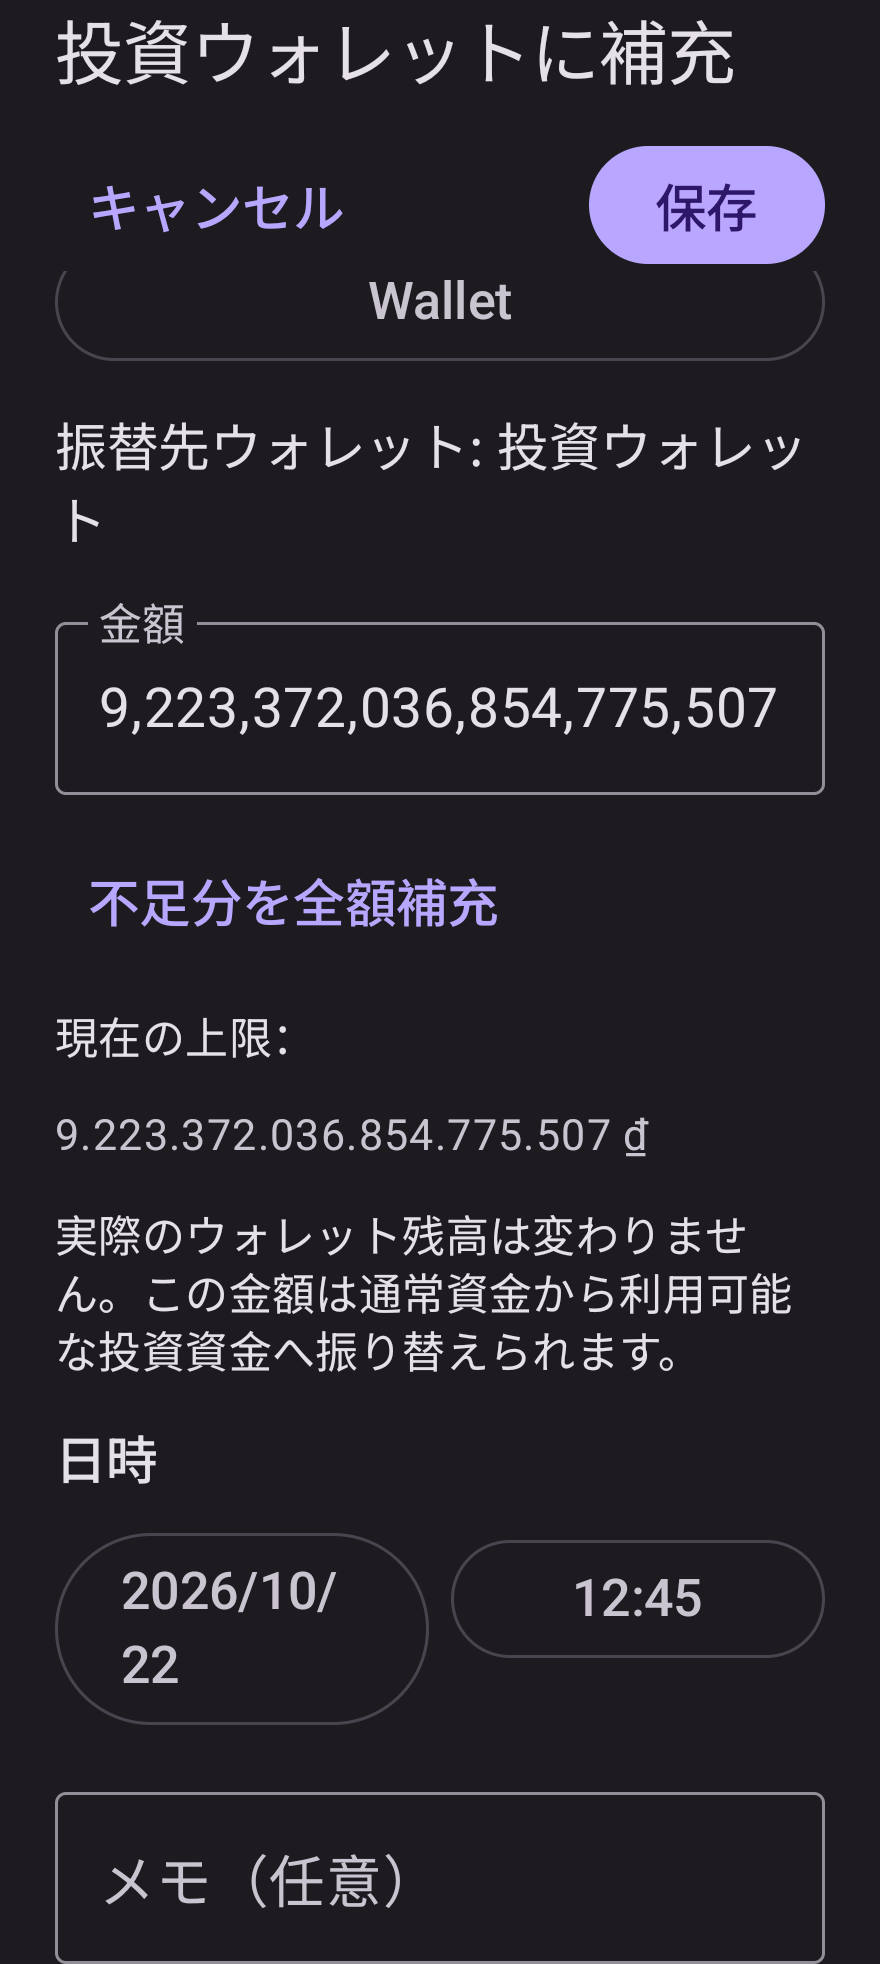 投資ウォレットに補充
キャンセル
保存
Wallet
振替先ウォレット: 投資ウォレッ
ト
金額
9,223,372,036,854,775,507
不足分を全額補充
現在の上限:
9.223.372.036.854.775.507 ₫
実際のウォレット残高は変わりませ
ん。この金額は通常資金から利用可能
な投資資金へ振り替えられます。
日時
2026/10/
22
12:45
メモ（任意）